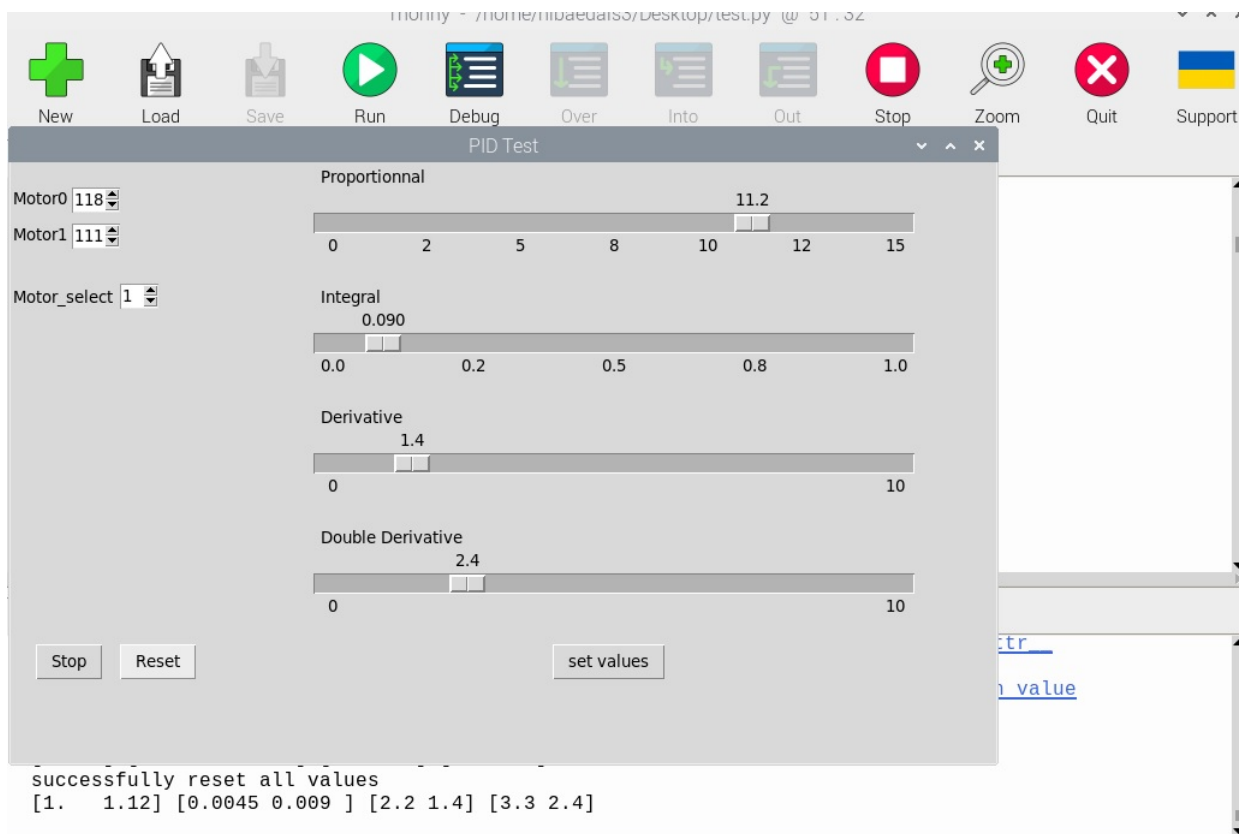 Thonny - /home/hibaedais3/Desktop/test.py @ 51 : 32
New Load Save Run Debug Over Into Out Stop Zoom Quit Support
PID Test
Proportionnal
Motor0 118
11.2
Motor1 111
0 2 5 8 10 12 15
Motor_select 1
Integral
0.090
0.0 0.2 0.5 0.8 1.0
Derivative
1.4
0 10
Double Derivative
2.4
0 10
Stop Reset set values
ttr__
n value
successfully reset all values
[1. 1.12] [0.0045 0.009 ] [2.2 1.4] [3.3 2.4]